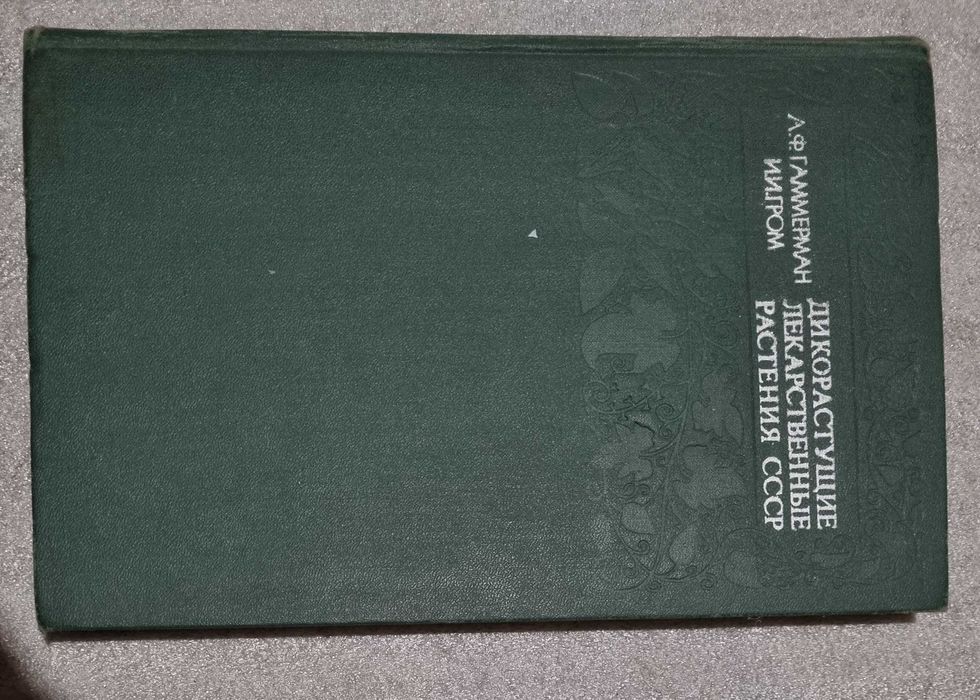 А.Ф.ГАММЕРМАН
И.И.ГРОМ
ДИКОРАСТУЩИЕ
ЛЕКАРСТВЕННЫЕ
РАСТЕНИЯ СССР